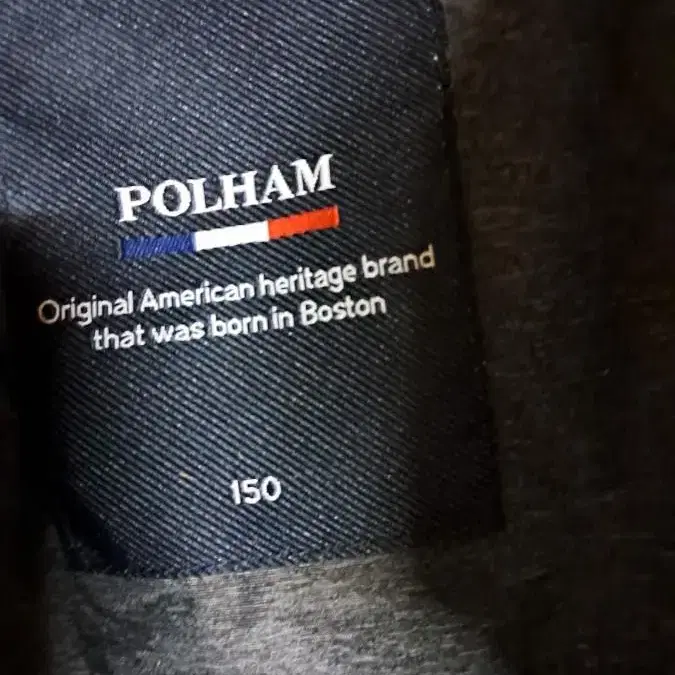 POLHAM
Original American heritage brand
that was born in Boston
150